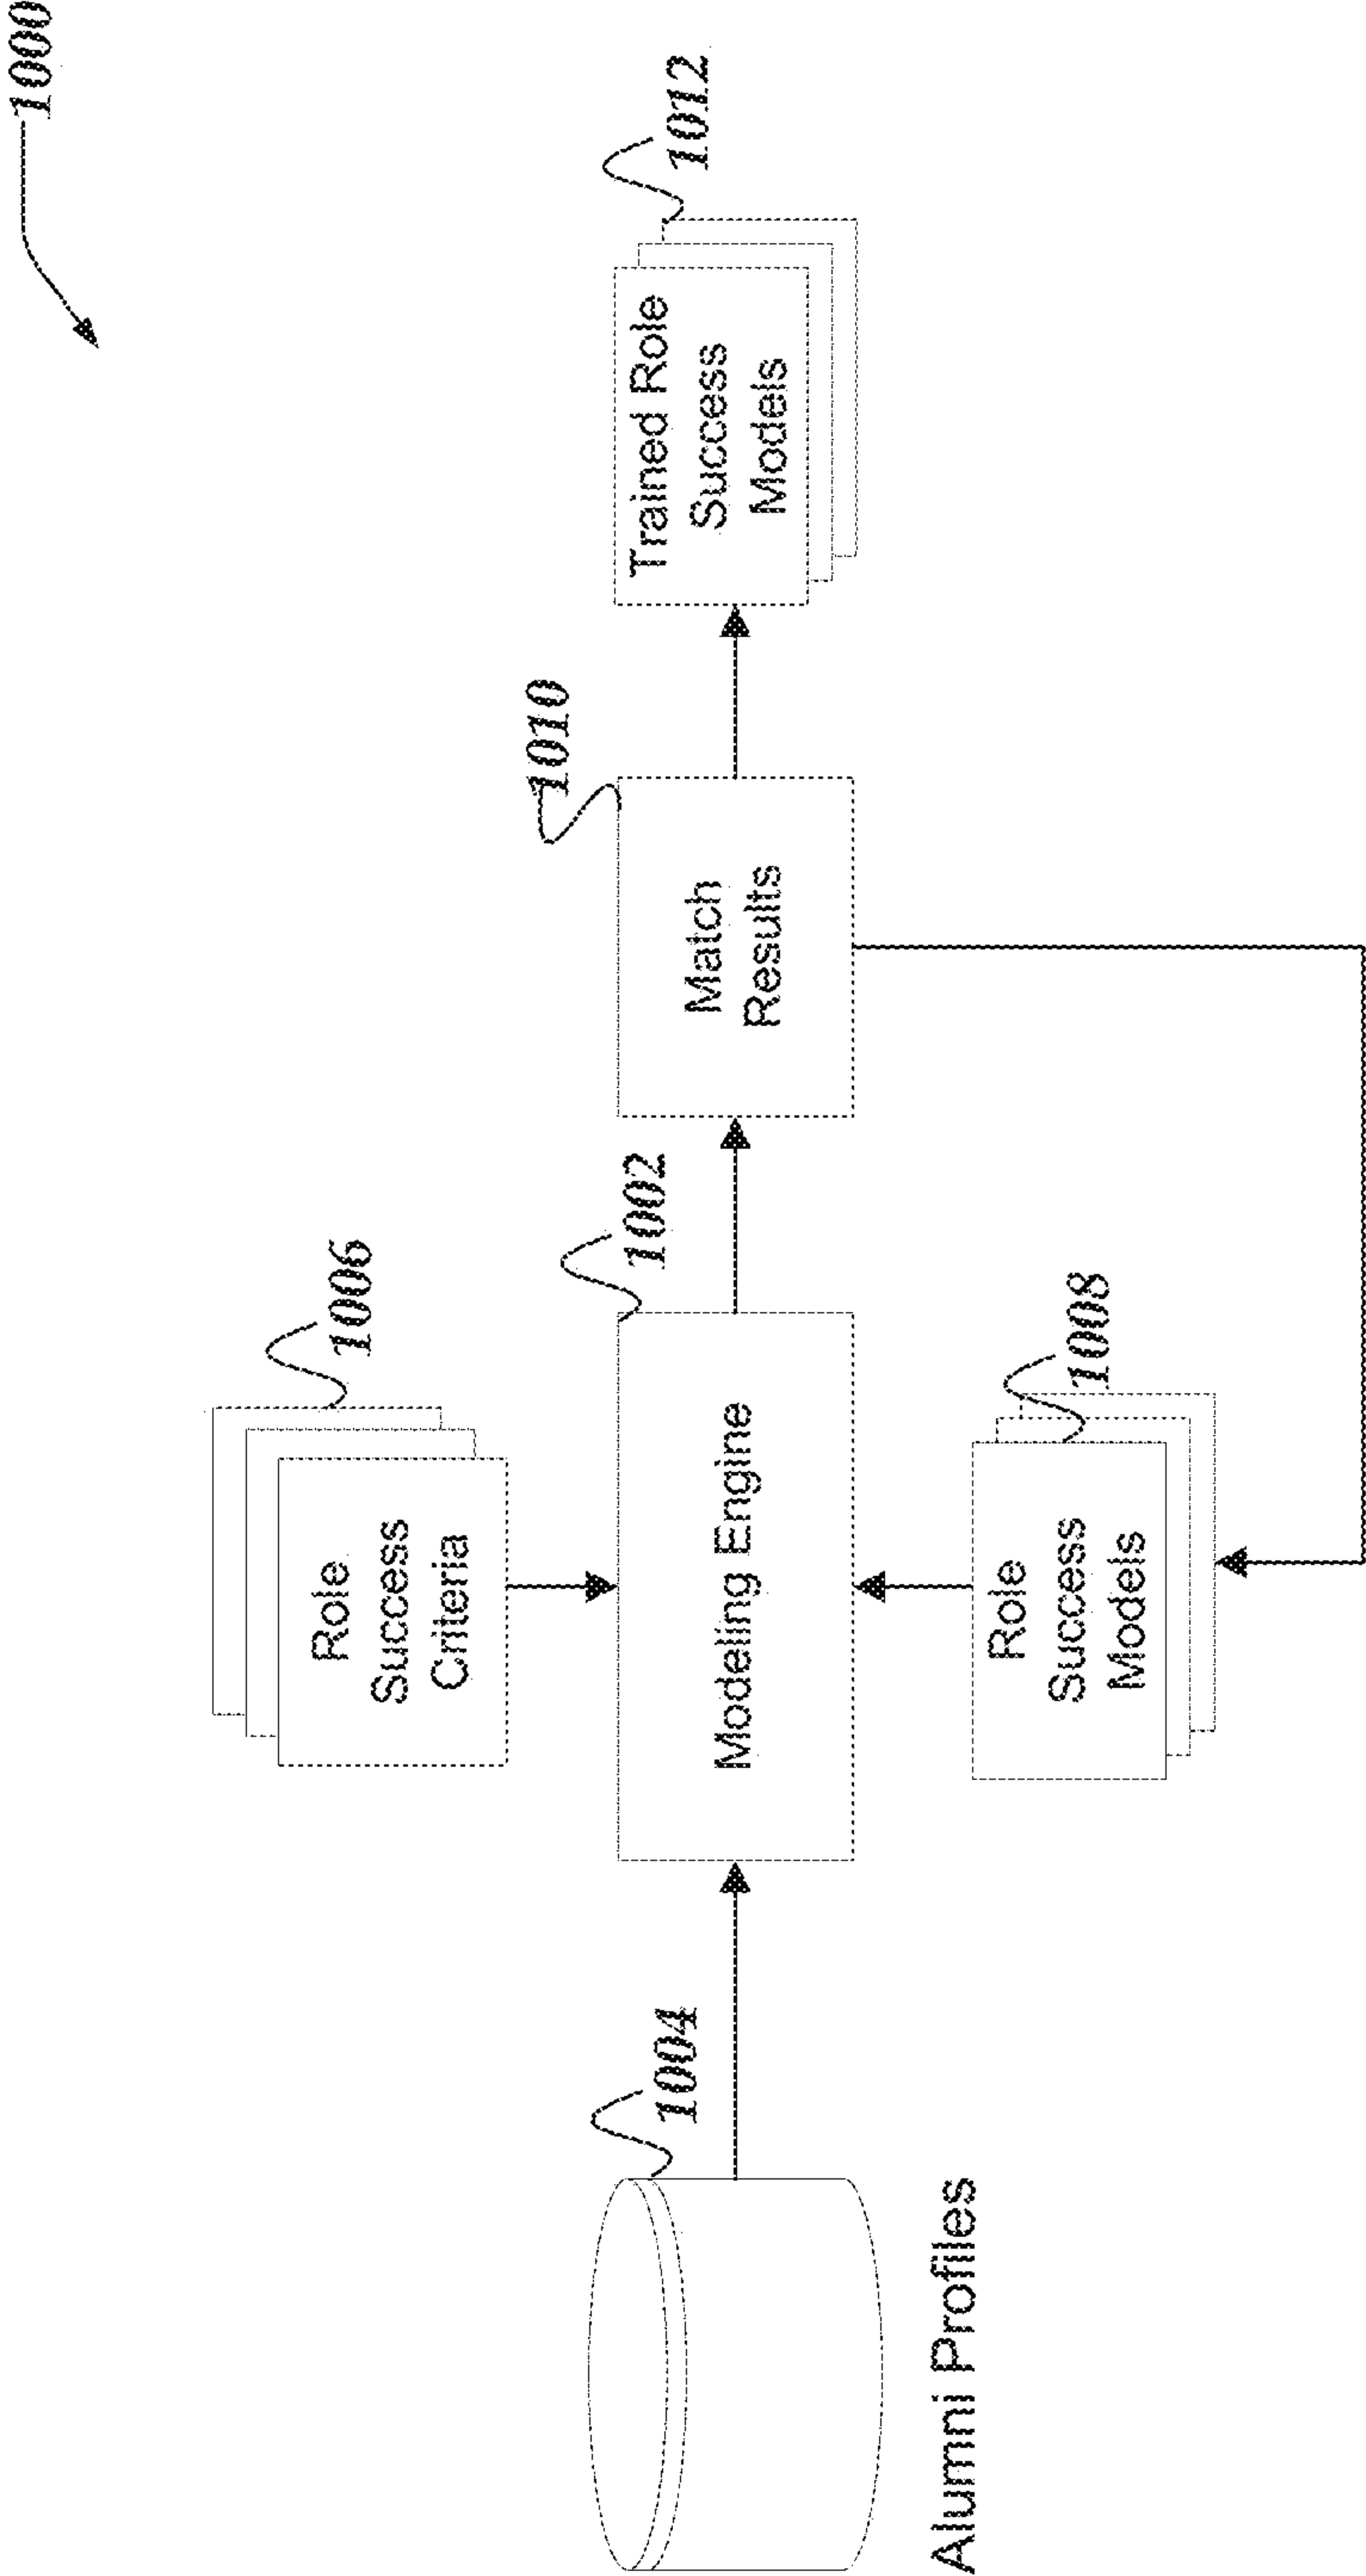 1000
1006
Role
Success
Criteria
1004
1002
1010
1012
Modeling Engine
Match
Results
Trained Role
Success
Models
1008
Role
Success
Models
Alumni Profiles